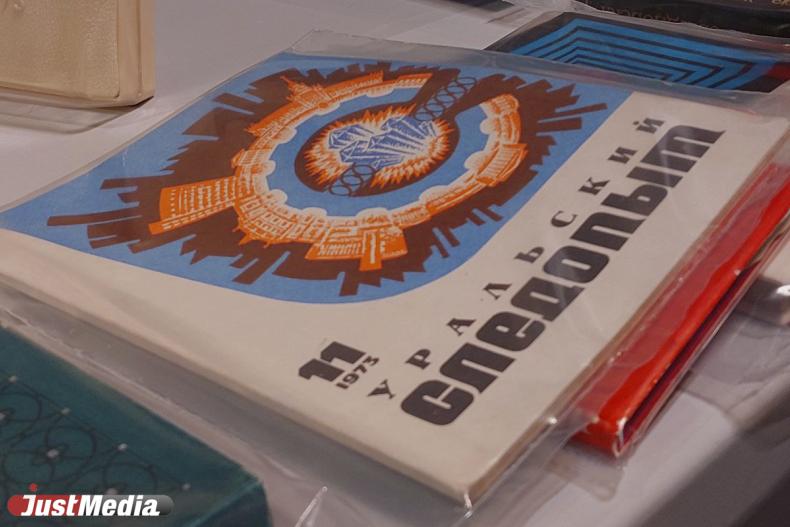 УРАЛЬСКИЙ
СЛЕДОПЫТ
11
1973
JustMedia